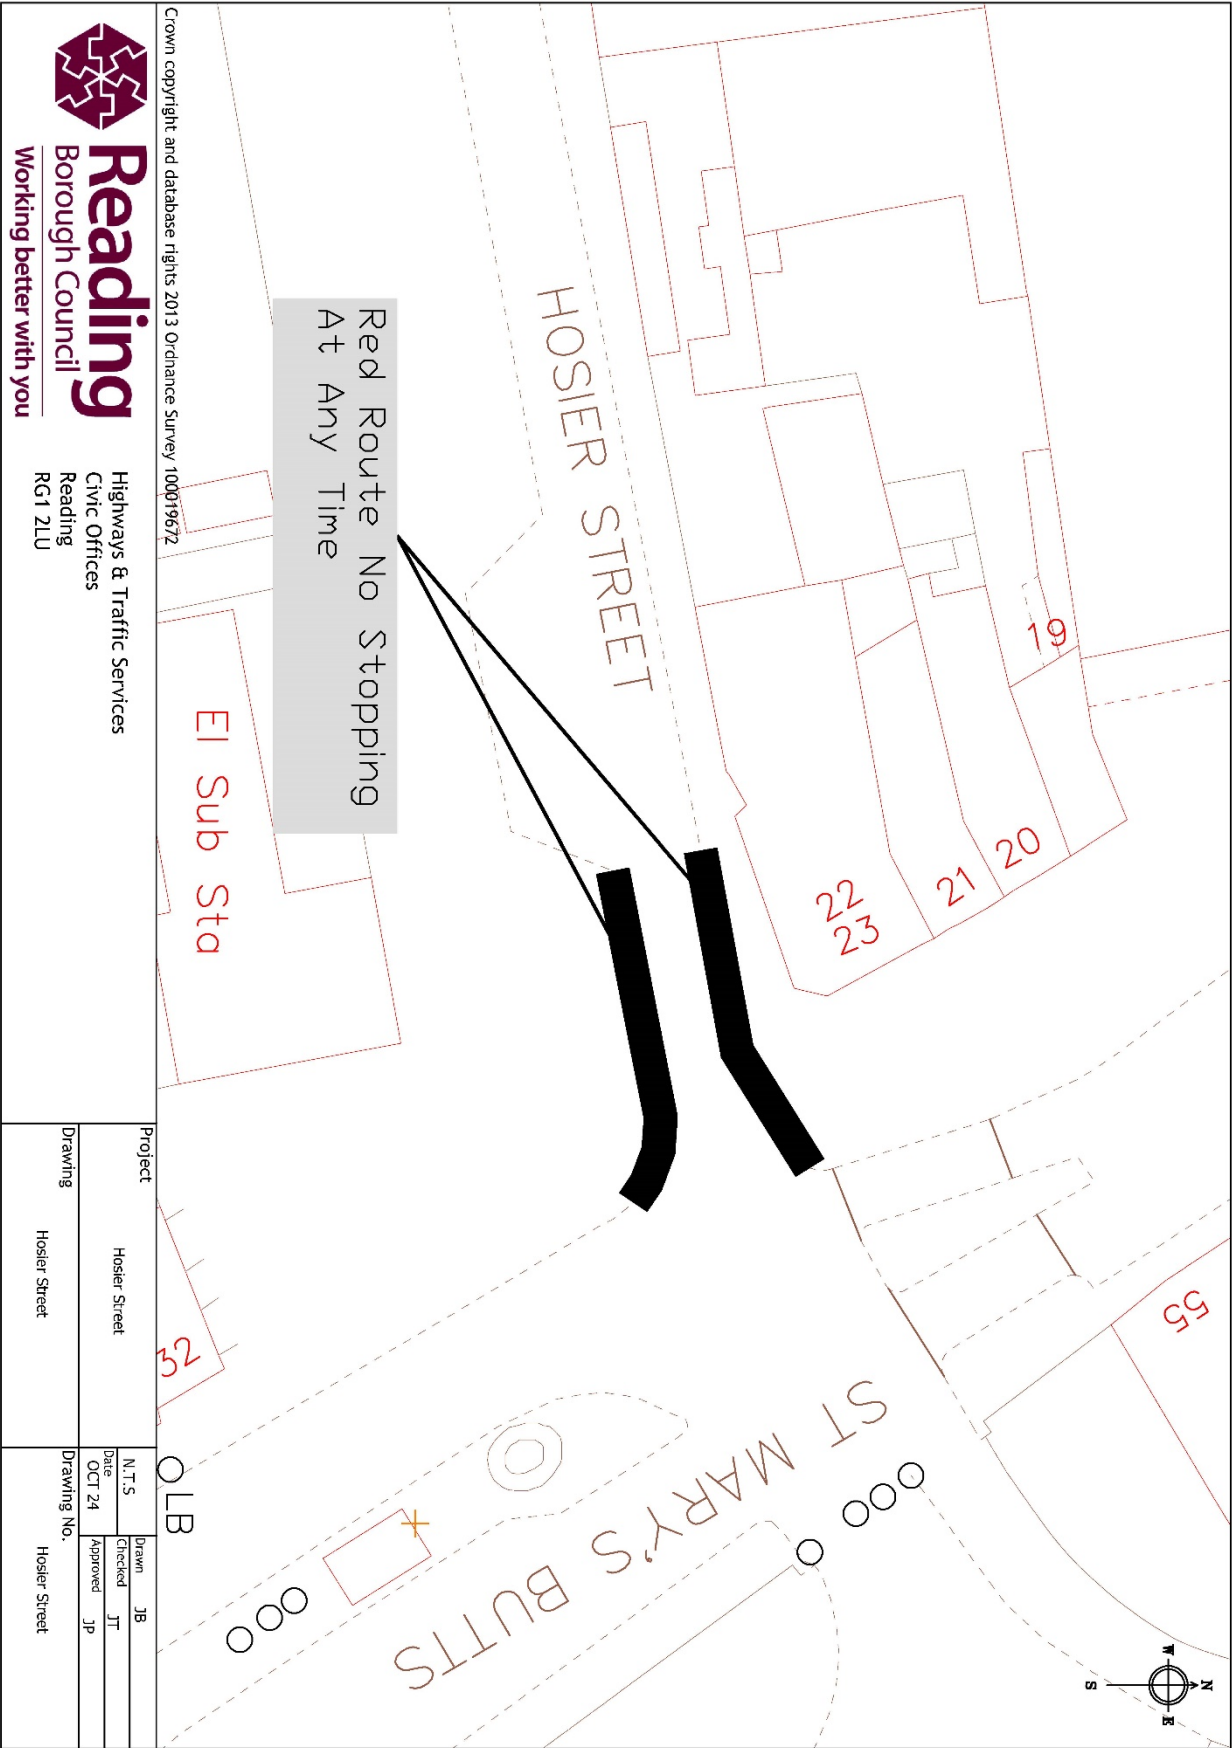 HOSIER STREET
19
20
21
22
23
55
ST MARY'S BUTTS
Red Route No Stopping
At Any Time
El Sub Sta
32
LB
N
W
E
S
Crown copyright and database rights 2013 Ordnance Survey 100019672
Reading
Borough Council
Working better with you
Highways & Traffic Services
Civic Offices
Reading
RG1 2LU
Project
Hosier Street
Drawing
Hosier Street
N.T.S
Date
OCT 24
Drawn JB
Checked JT
Approved JP
Drawing No.
Hosier Street